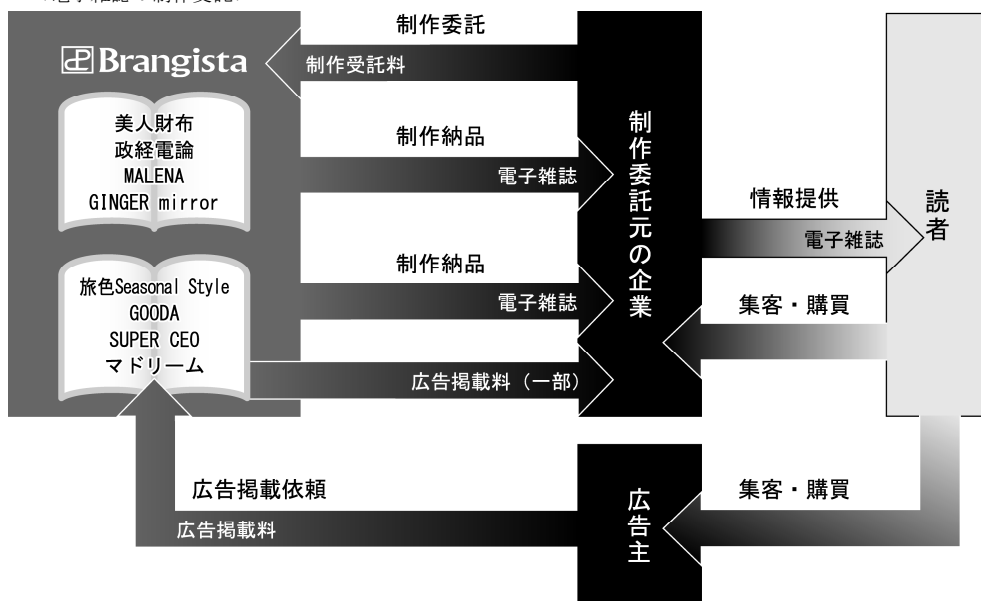 制作委託
Brangista
制作受託料
美人財布
政経電論
MALENA
GINGER mirror
制作納品
電子雑誌
制作委託元の企業
情報提供
電子雑誌
読者
旅色Seasonal Style
GOODA
SUPER CEO
マドリーム
制作納品
電子雑誌
集客・購買
広告掲載料（一部）
広告掲載依頼
広告掲載料
広告主
集客・購買